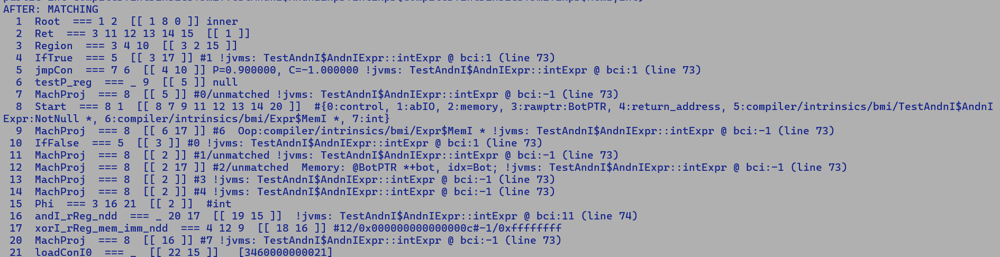 AFTER: MATCHING
1 Root === 1 2 [[ 1 8 0 ]] inner
2 Ret === 3 11 12 13 14 15 [[ 1 ]]
3 Region === 3 4 10 [[ 3 2 15 ]]
4 IfTrue === 5 [[ 3 17 ]] #1 !jvms: TestAndnI$AndnIExpr::intExpr @ bci:1 (line 73)
5 jmpCon === 7 6 [[ 4 10 ]] P=0.900000, C=-1.000000 !jvms: TestAndnI$AndnIExpr::intExpr @ bci:1 (line 73)
6 testP_reg === _ 9 [[ 5 ]] null
7 MachProj === 8 [[ 5 ]] #0/unmatched !jvms: TestAndnI$AndnIExpr::intExpr @ bci:-1 (line 73)
8 Start === 8 1 [[ 8 7 9 11 12 13 14 20 ]] #{0:control, 1:abIO, 2:memory, 3:rawptr:BotPTR, 4:return_address, 5:compiler/intrinsics/bmi/TestAndnI$AndnI
Expr:NotNull *, 6:compiler/intrinsics/bmi/Expr$MemI *, 7:int}
9 MachProj === 8 [[ 6 17 ]] #6 Oop:compiler/intrinsics/bmi/Expr$MemI * !jvms: TestAndnI$AndnIExpr::intExpr @ bci:-1 (line 73)
10 IfFalse === 5 [[ 3 ]] #0 !jvms: TestAndnI$AndnIExpr::intExpr @ bci:1 (line 73)
11 MachProj === 8 [[ 2 ]] #1/unmatched !jvms: TestAndnI$AndnIExpr::intExpr @ bci:-1 (line 73)
12 MachProj === 8 [[ 2 17 ]] #2/unmatched Memory: @BotPTR *+bot, idx=Bot; !jvms: TestAndnI$AndnIExpr::intExpr @ bci:-1 (line 73)
13 MachProj === 8 [[ 2 ]] #3 !jvms: TestAndnI$AndnIExpr::intExpr @ bci:-1 (line 73)
14 MachProj === 8 [[ 2 ]] #4 !jvms: TestAndnI$AndnIExpr::intExpr @ bci:-1 (line 73)
15 Phi === 3 16 21 [[ 2 ]] #int
16 andI_rReg_ndd === _ 20 17 [[ 19 15 ]] !jvms: TestAndnI$AndnIExpr::intExpr @ bci:11 (line 74)
17 xorI_rReg_mem_imm_ndd === 4 12 9 [[ 18 16 ]] #12/0x000000000000000c#-1/0xffffffff
20 MachProj === 8 [[ 16 ]] #7 !jvms: TestAndnI$AndnIExpr::intExpr @ bci:-1 (line 73)
21 loadConI0 === _ [[ 22 15 ]] [3460000000021]